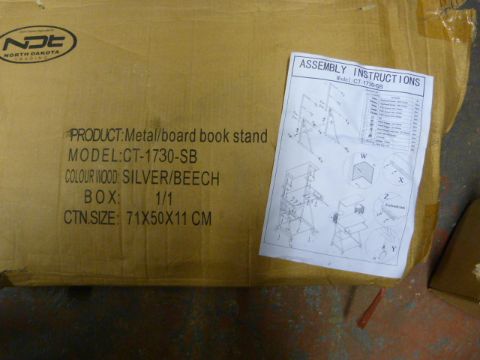 NDt
NORTH DAKOTA
PRODUCT:Metal/board book stand
MODEL:CT-1730-SB
COLOUR WOOD: SILVER/BEECH
BOX: 1/1
CTN.SIZE: 71X50X11 CM
ASSEMBLY INSTRUCTIONS
Model:CT-1730-SB
W
X
Z
Y